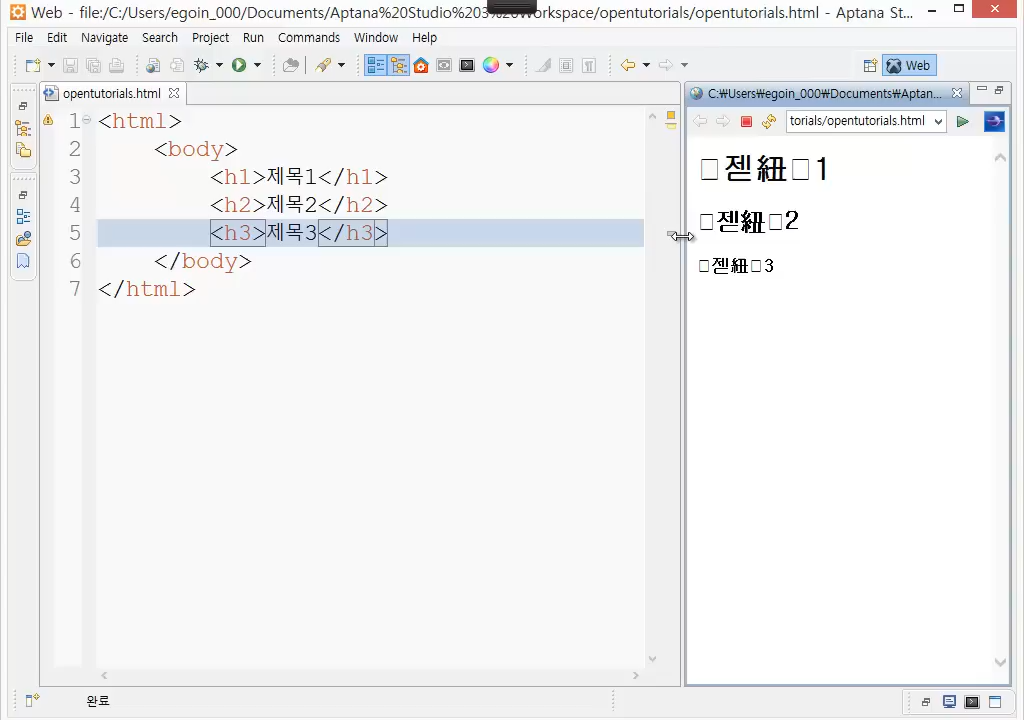 Web - file:/C:/Users/egoin_000/Documents/Aptana%20Studio%203%20Workspace/opentutorials/opentutorials.html - Aptana St...
File Edit Navigate Search Project Run Commands Window Help
Web
opentutorials.html
C:₩Users₩egoin_000₩Documents₩Aptan...
torials/opentutorials.html
1 <html>
2 <body>
3 <h1>제목1</h1>
4 <h2>제목2</h2>
5 <h3>제목3</h3>
6 </body>
7 </html>
□젣紐□1
□젣紐□2
□젣紐□3
완료